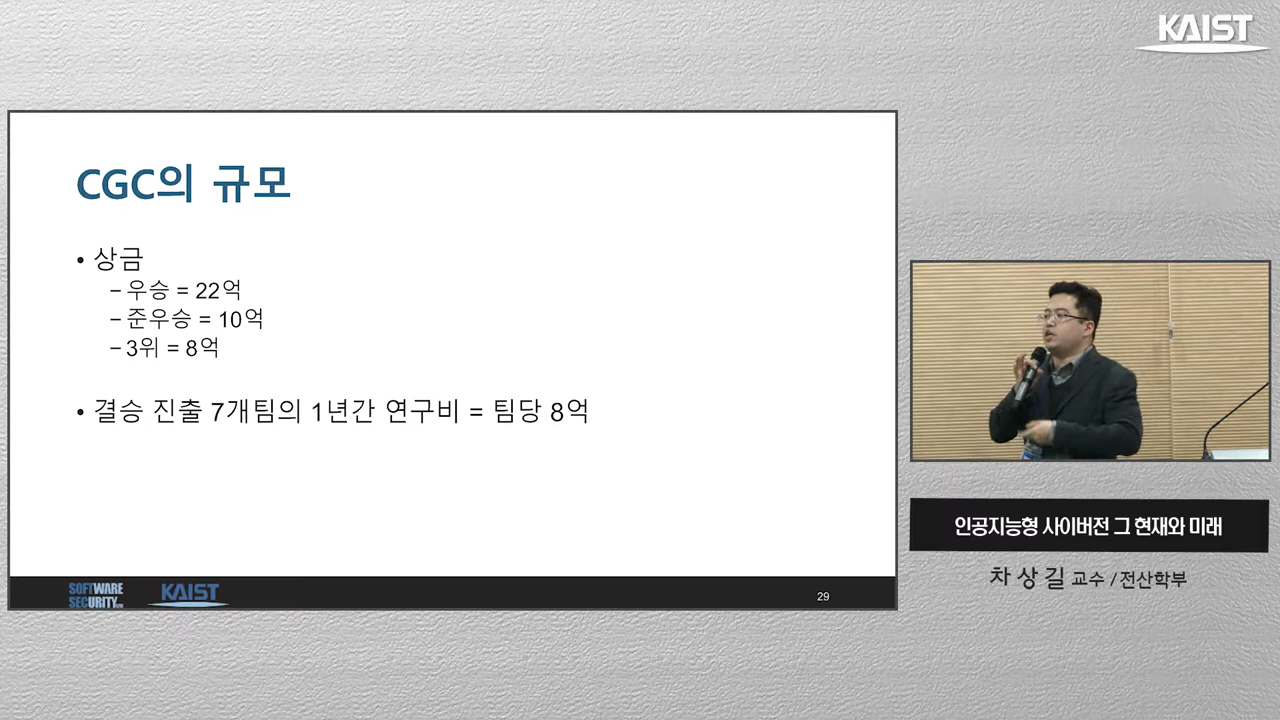 KAIST
CGC의 규모
• 상금
– 우승 = 22억
– 준우승 = 10억
– 3위 = 8억
• 결승 진출 7개팀의 1년간 연구비 = 팀당 8억
SOFTWARE
SECURITY
KAIST
29
인공지능형 사이버전 그 현재와 미래
차상길 교수 / 전산학부